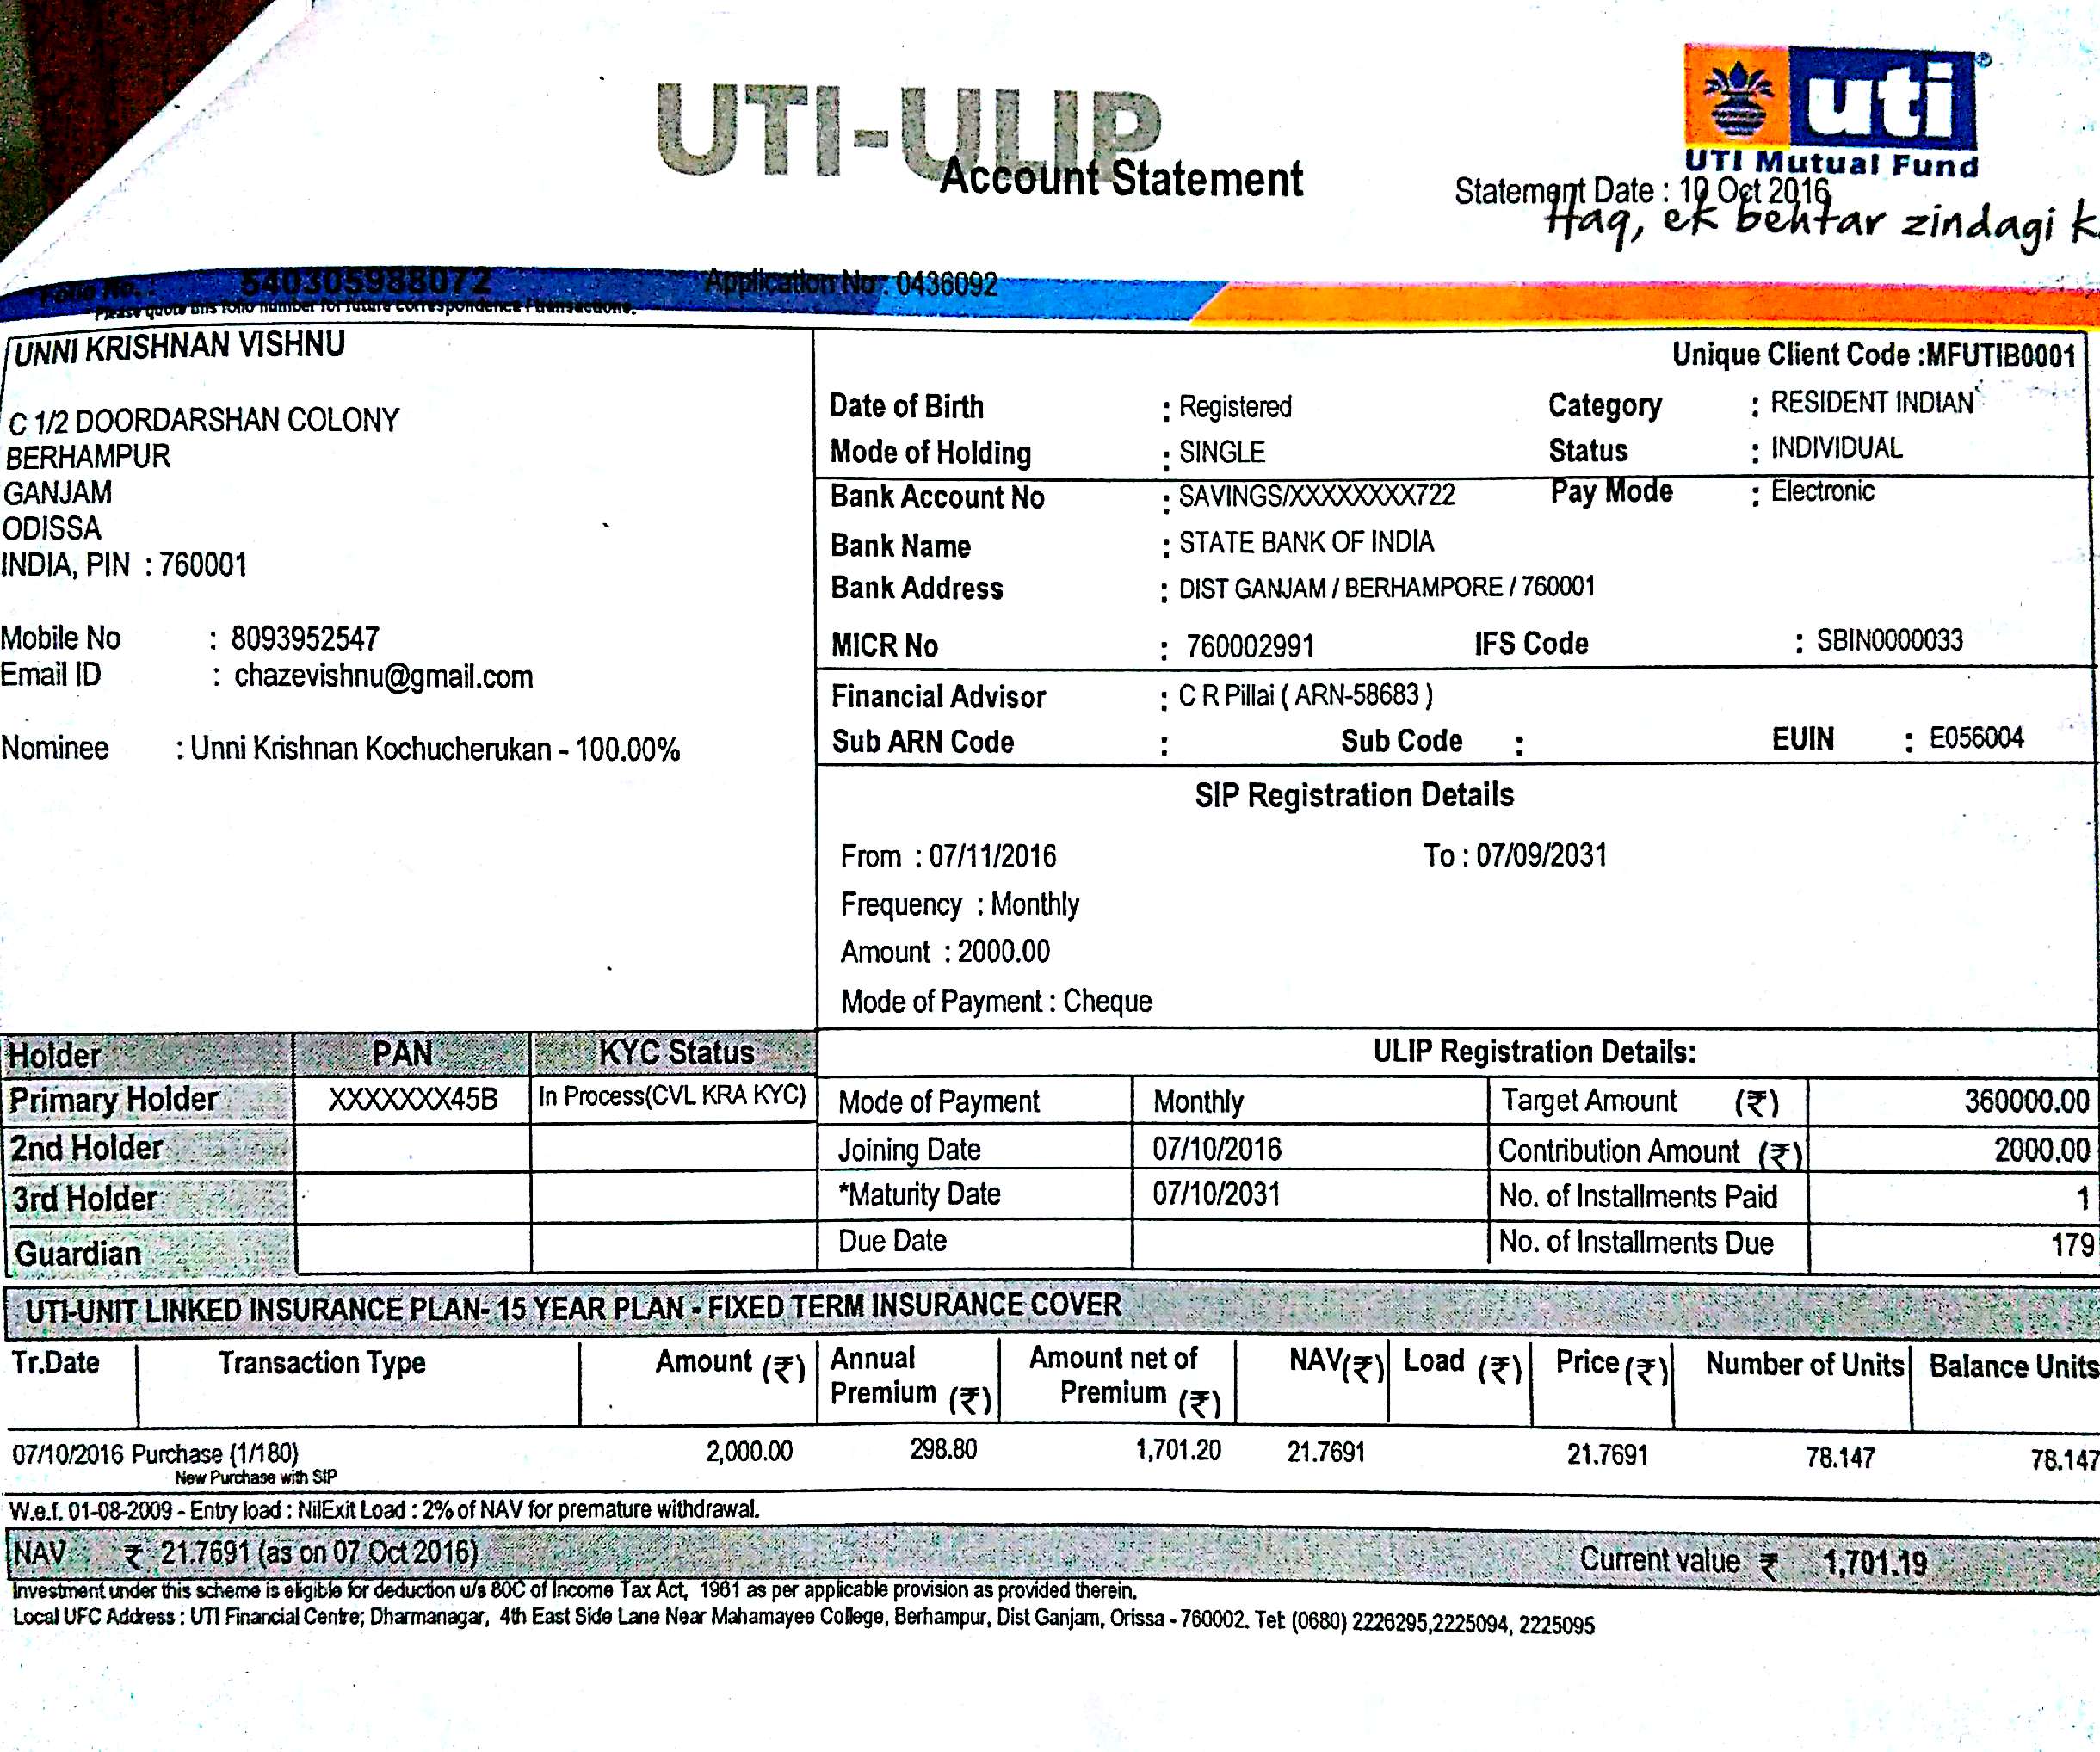 uti
UTI Mutual Fund
UTI-ULIP
Account Statement
Statement Date : 10 Oct 2016
Haq, ek behtar zindagi k
Folio No. : 540305988072 Application No : 0436092
Please quote this folio number for future correspondence / transactions.
UNNI KRISHNAN VISHNU
C 1/2 DOORDARSHAN COLONY
BERHAMPUR
GANJAM
ODISSA
INDIA, PIN : 760001
Mobile No : 8093952547
Email ID : chazevishnu@gmail.com
Nominee : Unni Krishnan Kochucherukan - 100.00%
Unique Client Code :MFUTIB0001
Date of Birth : Registered Category : RESIDENT INDIAN
Mode of Holding : SINGLE Status : INDIVIDUAL
Bank Account No : SAVINGS/XXXXXXXX722 Pay Mode : Electronic
Bank Name : STATE BANK OF INDIA
Bank Address : DIST GANJAM / BERHAMPORE / 760001
MICR No : 760002991 IFS Code : SBIN0000033
Financial Advisor : C R Pillai ( ARN-58683 )
Sub ARN Code : Sub Code : EUIN : E056004
SIP Registration Details
From : 07/11/2016 To : 07/09/2031
Frequency : Monthly
Amount : 2000.00
Mode of Payment : Cheque
Holder PAN KYC Status
Primary Holder XXXXXXX45B In Process(CVL KRA KYC)
2nd Holder
3rd Holder
Guardian
ULIP Registration Details:
Mode of Payment Monthly Target Amount (₹) 360000.00
Joining Date 07/10/2016 Contribution Amount (₹) 2000.00
*Maturity Date 07/10/2031 No. of Installments Paid 1
Due Date No. of Installments Due 179
UTI-UNIT LINKED INSURANCE PLAN- 15 YEAR PLAN - FIXED TERM INSURANCE COVER
Tr.Date Transaction Type Amount (₹) Annual Premium (₹) Amount net of Premium (₹) NAV(₹) Load (₹) Price (₹) Number of Units Balance Units
07/10/2016 Purchase (1/180) 2,000.00 298.80 1,701.20 21.7691 21.7691 78.147 78.147
New Purchase with SIP
W.e.f. 01-08-2009 - Entry load : NilExit Load : 2% of NAV for premature withdrawal.
NAV ₹ 21.7691 (as on 07 Oct 2016) Current value ₹ 1,701.19
Investment under this scheme is eligible for deduction u/s 80C of Income Tax Act, 1961 as per applicable provision as provided therein.
Local UFC Address : UTI Financial Centre; Dharmanagar, 4th East Side Lane Near Mahamayee College, Berhampur, Dist Ganjam, Orissa - 760002. Tel: (0680) 2226295,2225094, 2225095